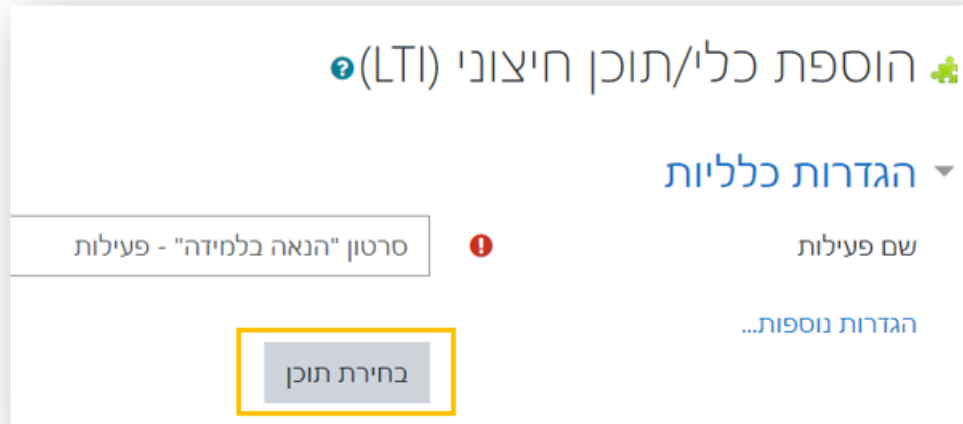 הוספת כלי/תוכן חיצוני (LTI)
הגדרות כלליות
שם פעילות
סרטון "הנאה בלמידה" - פעילות
הגדרות נוספות...
בחירת תוכן